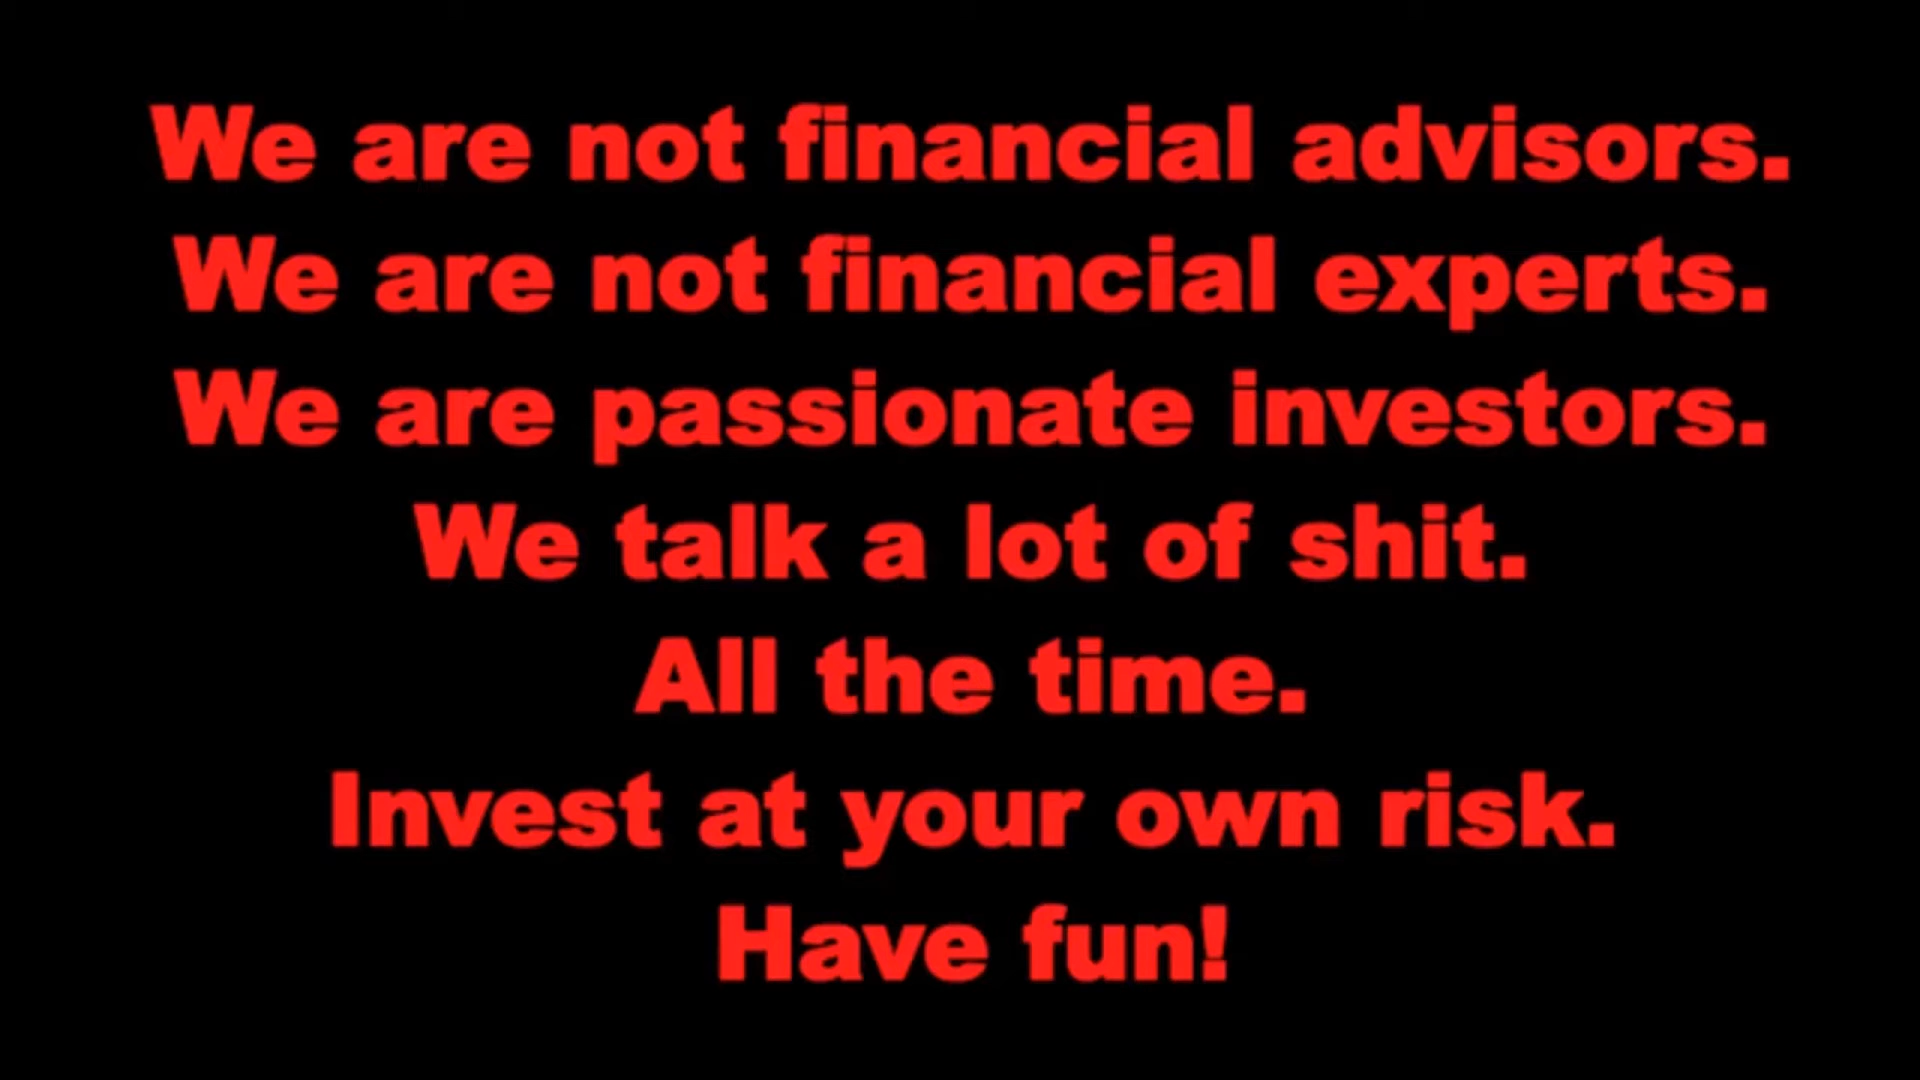 We are not financial advisors.
We are not financial experts.
We are passionate investors.
We talk a lot of shit.
All the time.
Invest at your own risk.
Have fun!